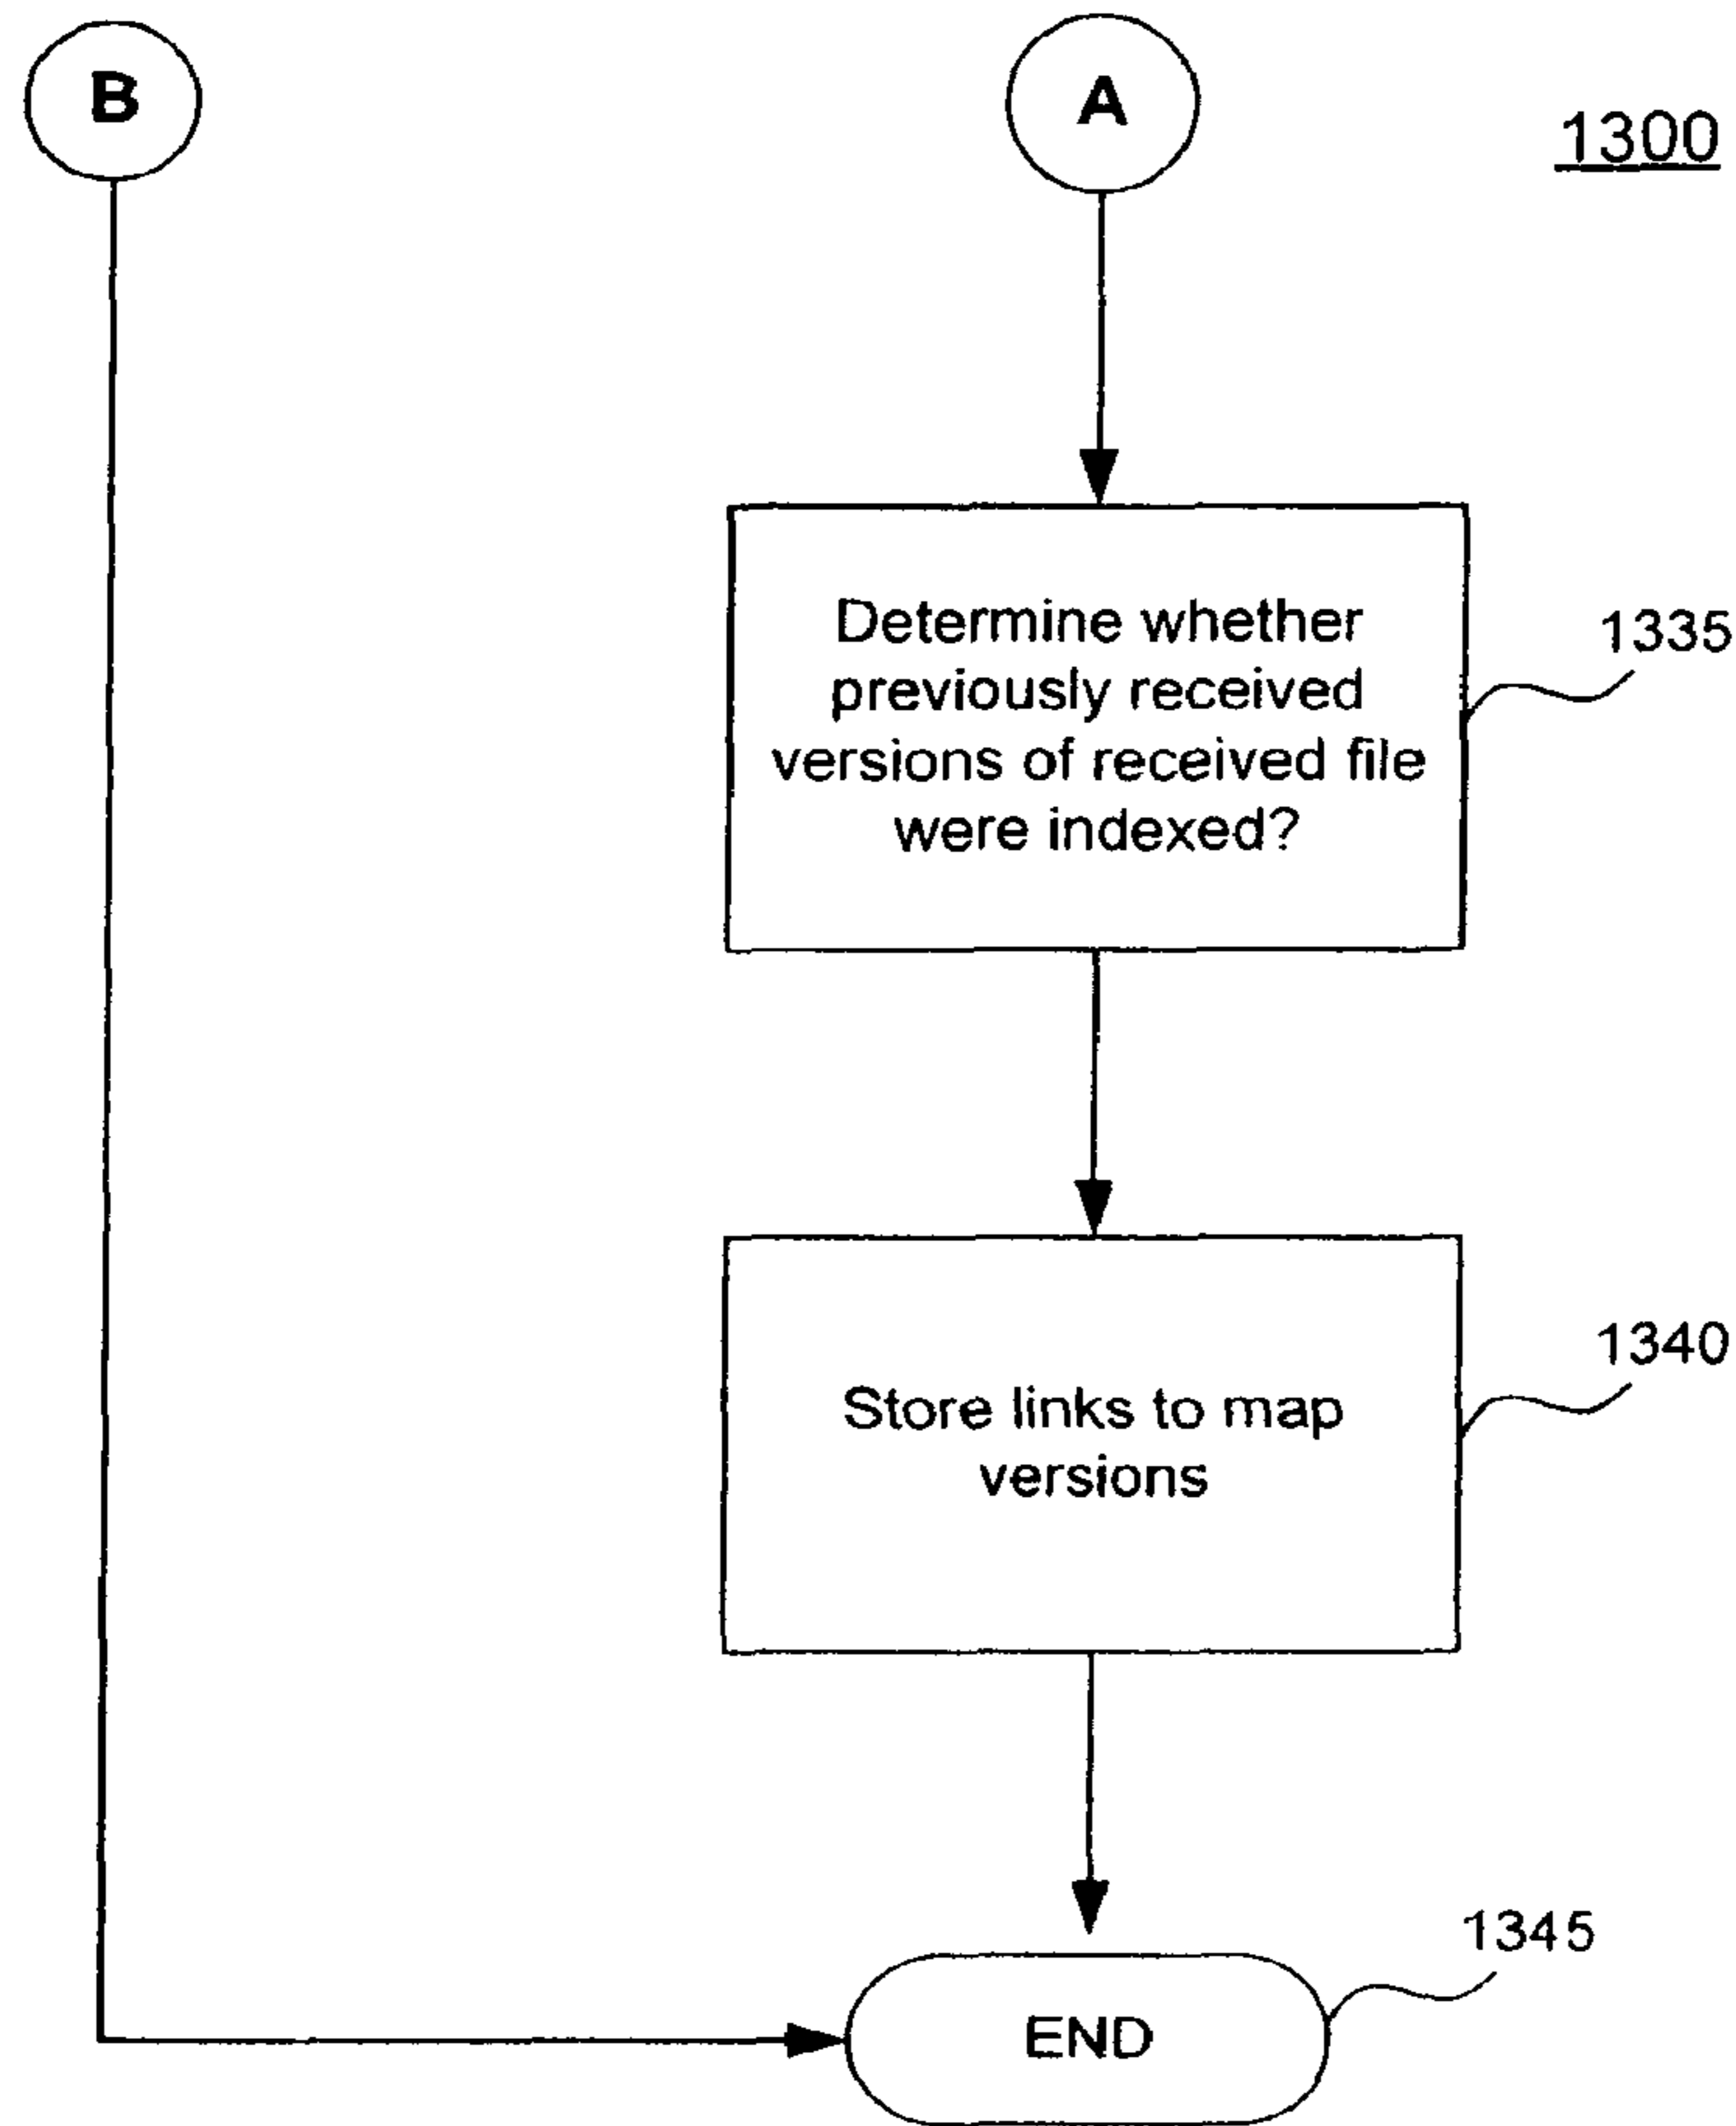 B
A
1300
Determine whether
previously received
versions of received file
were indexed?
1335
Store links to map
versions
1340
1345
END